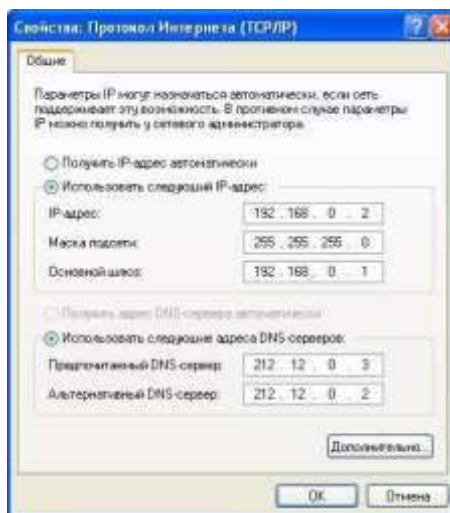 Свойства: Протокол Интернета (TCP/IP)
Общие
Параметры IP могут назначаться автоматически, если сеть
поддерживает эту возможность. В противном случае параметры
IP можно получить у сетевого администратора.
Получить IP-адрес автоматически
Использовать следующий IP-адрес:
IP-адрес: 192 . 168 . 0 . 2
Маска подсети: 255 . 255 . 255 . 0
Основной шлюз: 192 . 168 . 0 . 1
Получить адрес DNS-сервера автоматически
Использовать следующие адреса DNS-серверов:
Предпочитаемый DNS-сервер: 212 . 12 . 0 . 3
Альтернативный DNS-сервер: 212 . 12 . 0 . 2
Дополнительно...
OK Отмена